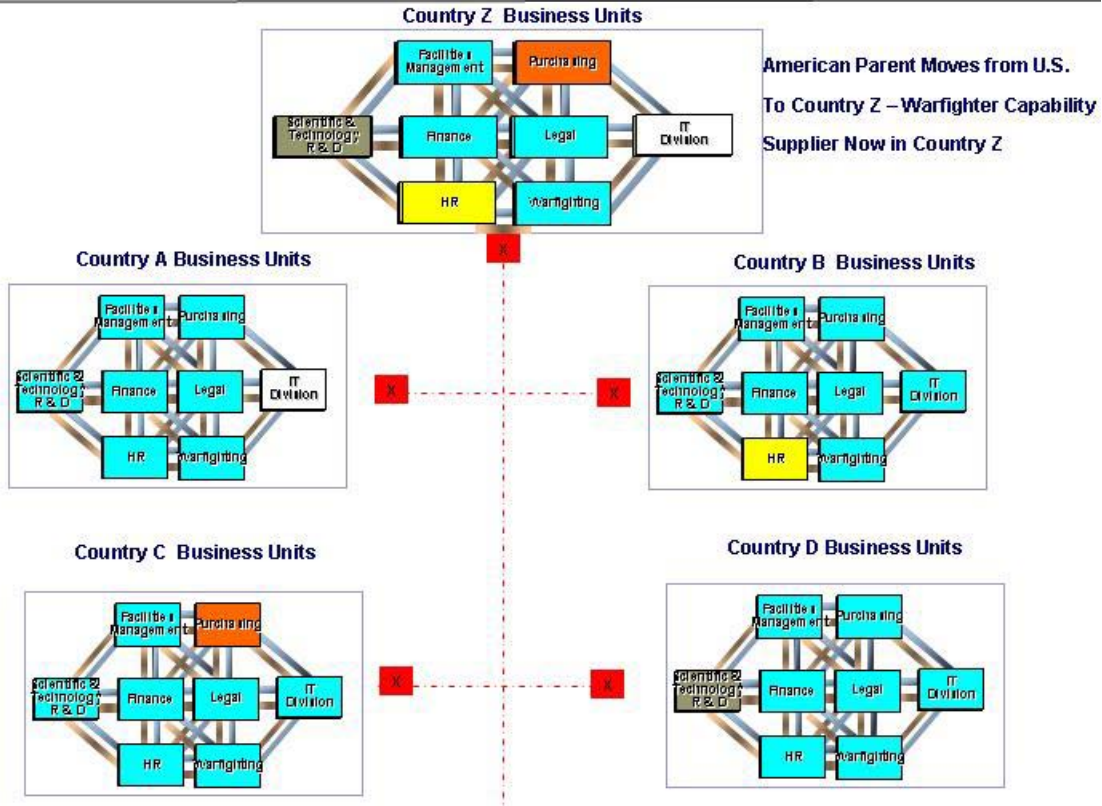 Country Z Business Units
Facilities
Management
Purchasing
American Parent Moves from U.S.
To Country Z – Warfighter Capability
Supplier Now in Country Z
Scientific &
Technology
R & D
Finance
Legal
IT
Division
HR
Warfighting
X
Country A Business Units
Facilities
Management
Purchasing
Scientific &
Technology
R & D
Finance
Legal
IT
Division
HR
Warfighting
Country B Business Units
Facilities
Management
Purchasing
Scientific &
Technology
R & D
Finance
Legal
IT
Division
HR
Warfighting
X
X
Country C Business Units
Facilities
Management
Purchasing
Scientific &
Technology
R & D
Finance
Legal
IT
Division
HR
Warfighting
Country D Business Units
Facilities
Management
Purchasing
Scientific &
Technology
R & D
Finance
Legal
IT
Division
HR
Warfighting
X
X